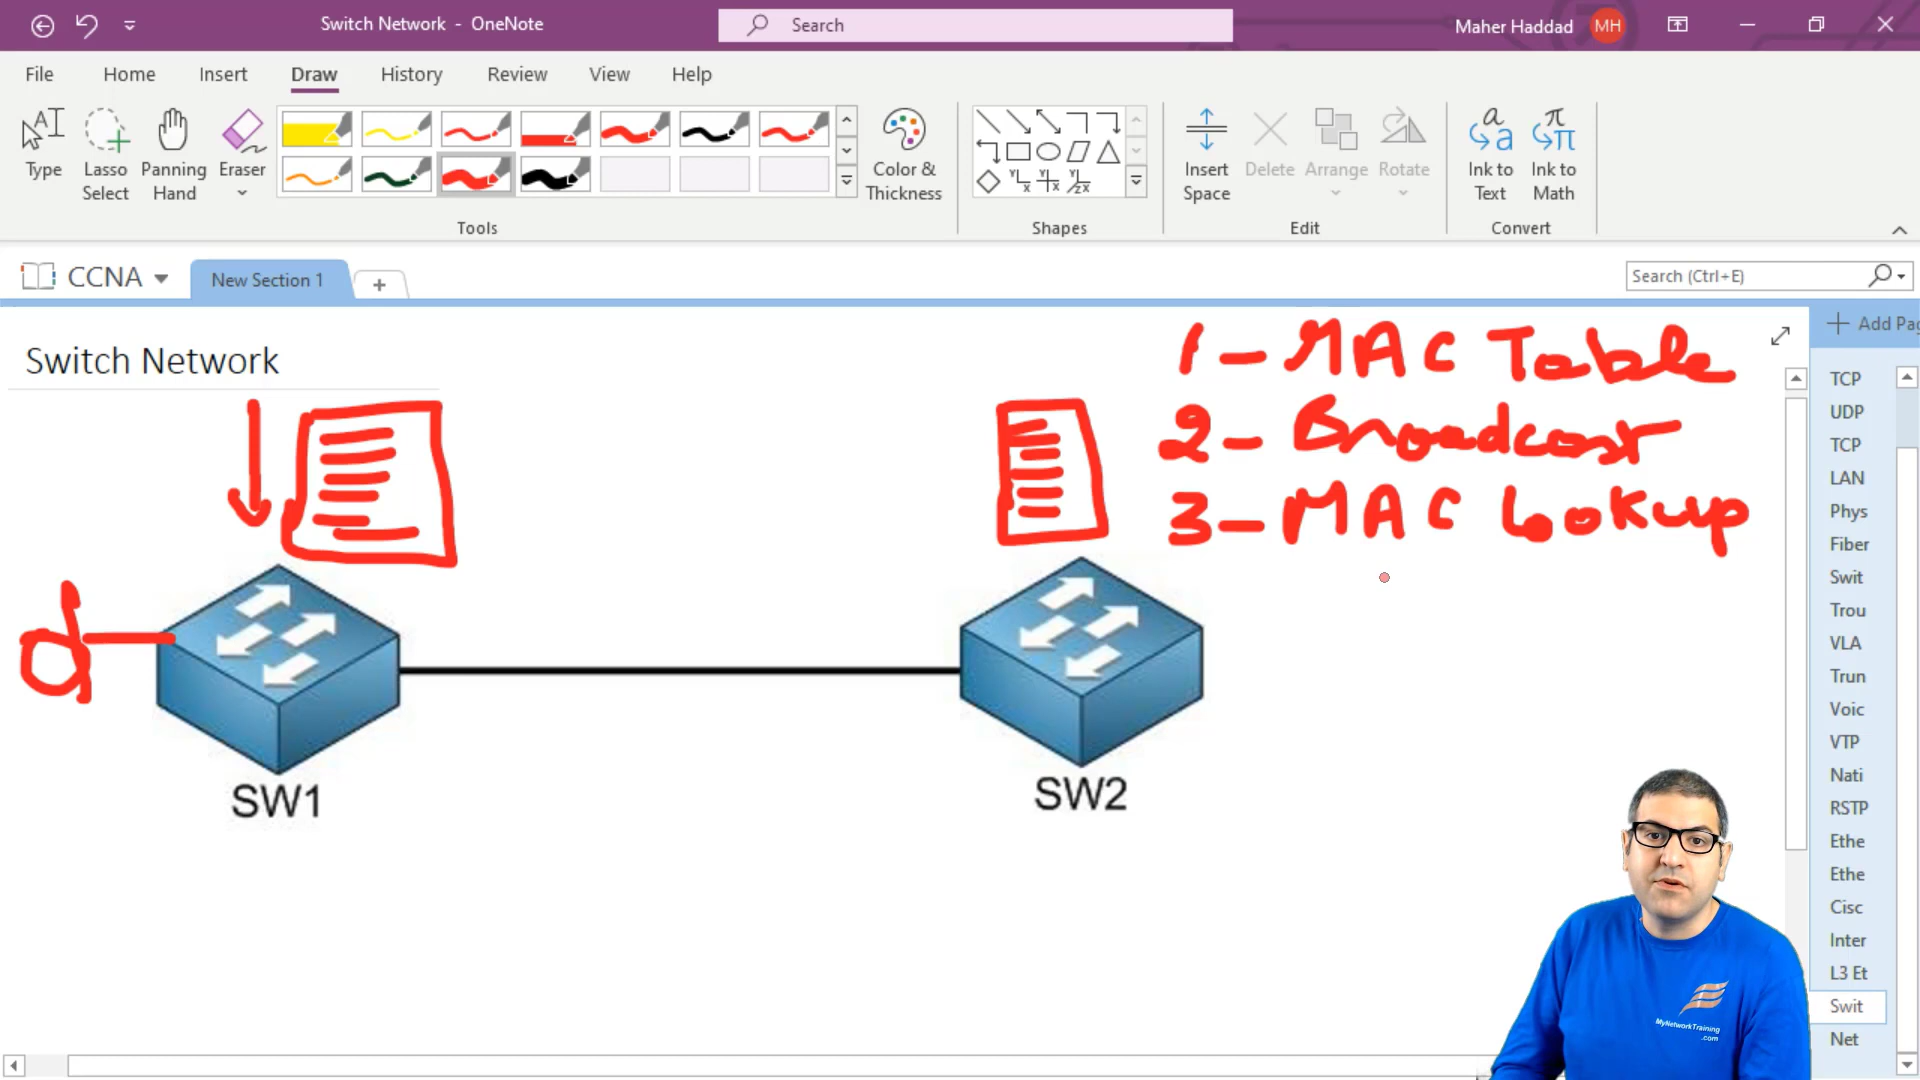 Switch Network - OneNote
Search
Maher Haddad
MH
File
Home
Insert
Draw
History
Review
View
Help
Type
Lasso Select
Panning Hand
Eraser
Color & Thickness
Insert Space
Delete
Arrange
Rotate
Ink to Text
Ink to Math
Tools
Shapes
Edit
Convert
CCNA
New Section 1
Search (Ctrl+E)
Add Pag
Switch Network
1 - MAC Table
2 - Broadcast
3 - MAC Lookup
SW1
SW2
TCP
UDP
TCP
LAN
Phys
Fiber
Swit
Trou
VLA
Trun
Voic
VTP
Nati
RSTP
Ethe
Ethe
Cisc
Inter
L3 Et
Swit
Net
MyNetworkTraining
.com